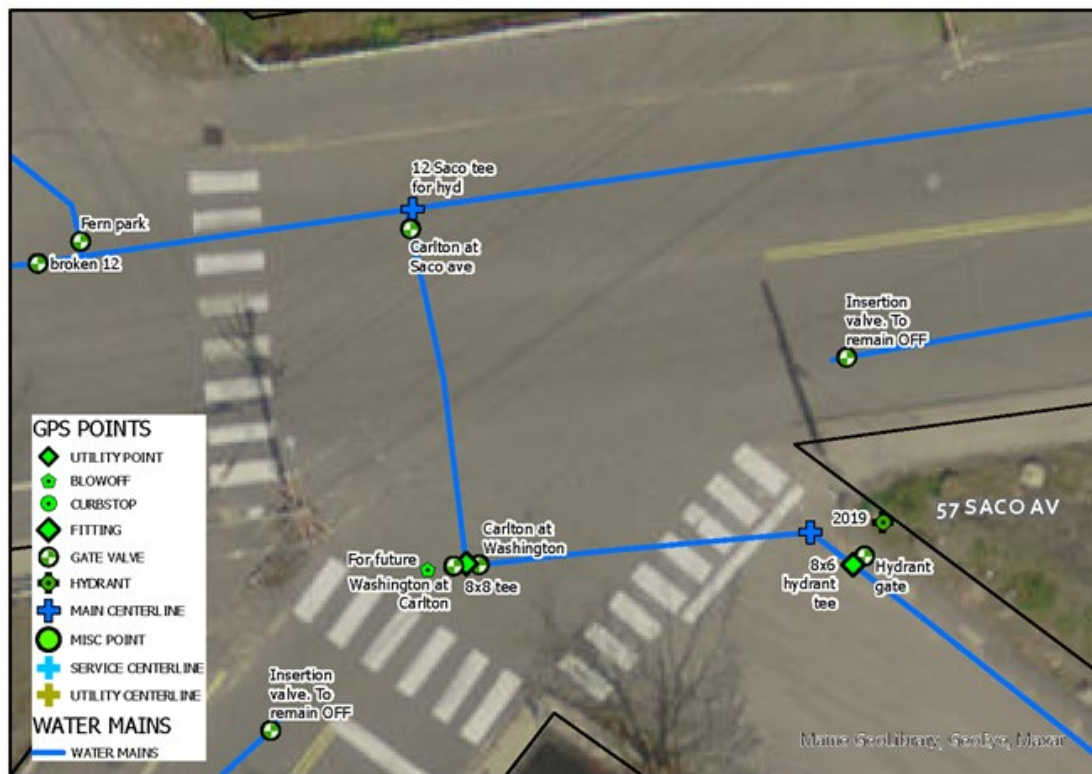 12 Saco tee
for hyd
Fern park
broken 12
Carlton at
Saco ave
Insertion
valve. To
remain OFF
GPS POINTS
UTILITY POINT
BLOWOFF
CURBSTOP
FITTING
GATE VALVE
HYDRANT
MAIN CENTERLINE
MISC POINT
SERVICE CENTERLINE
UTILITY CENTERLINE
WATER MAINS
WATER MAINS
57 SACO AV
2019
Carlton at
Washington
For future
Washington at
Carlton
8x8 tee
8x6
hydrant
tee
Hydrant
gate
Insertion
valve. To
remain OFF
Maine GeoLibrary, GeoEye, Maxar